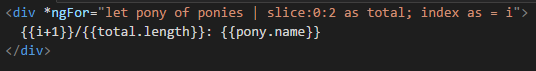 <div *ngFor="let pony of ponies | slice:0:2 as total; index as = i">
{{i+1}}/{{total.length}}: {{pony.name}}
</div>